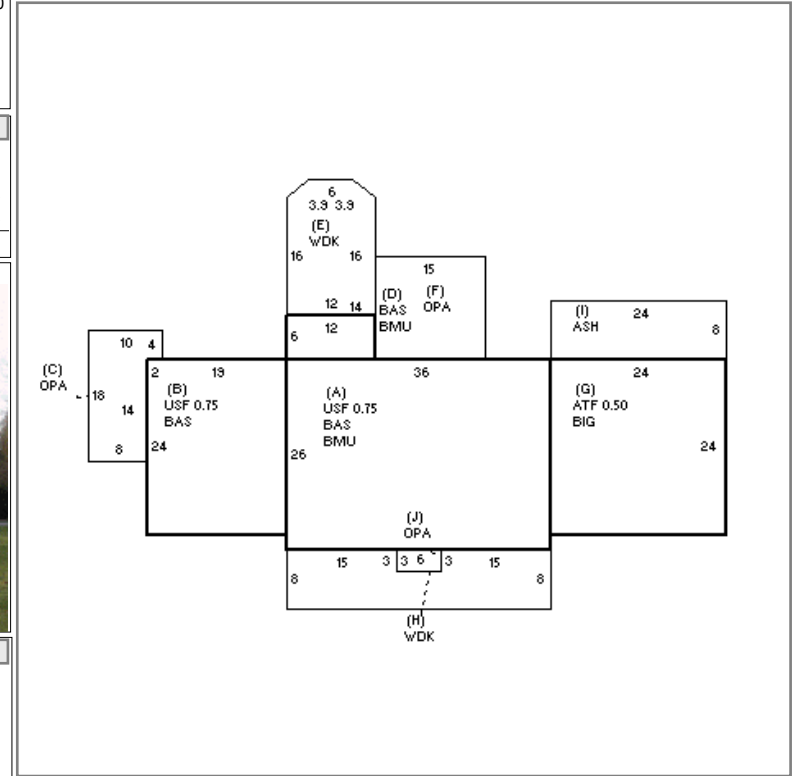 6
3.9 3.9
(E)
WDK
16 16
15
(D) (F)
BAS OPA
BMU
12 14
12
6
(I) 24
ASH
8
10 4
(C)
OPA
18
14
8
2 19
(B)
USF 0.75
BAS
24
36
(A)
USF 0.75
BAS
BMU
26
24
(G)
ATF 0.50
BIG
24
(J)
OPA
15 3 3 6 3 15
8 8
(H)
WDK